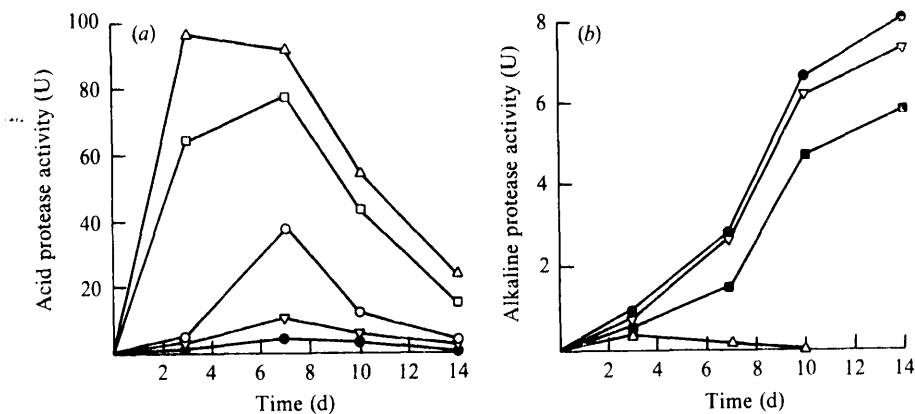 (a)
Acid protease activity (U)
100
80
60
40
20
2 4 6 8 10 12 14
Time (d)
(b)
Alkaline protease activity (U)
8
6
4
2
2 4 6 8 10 12 14
Time (d)